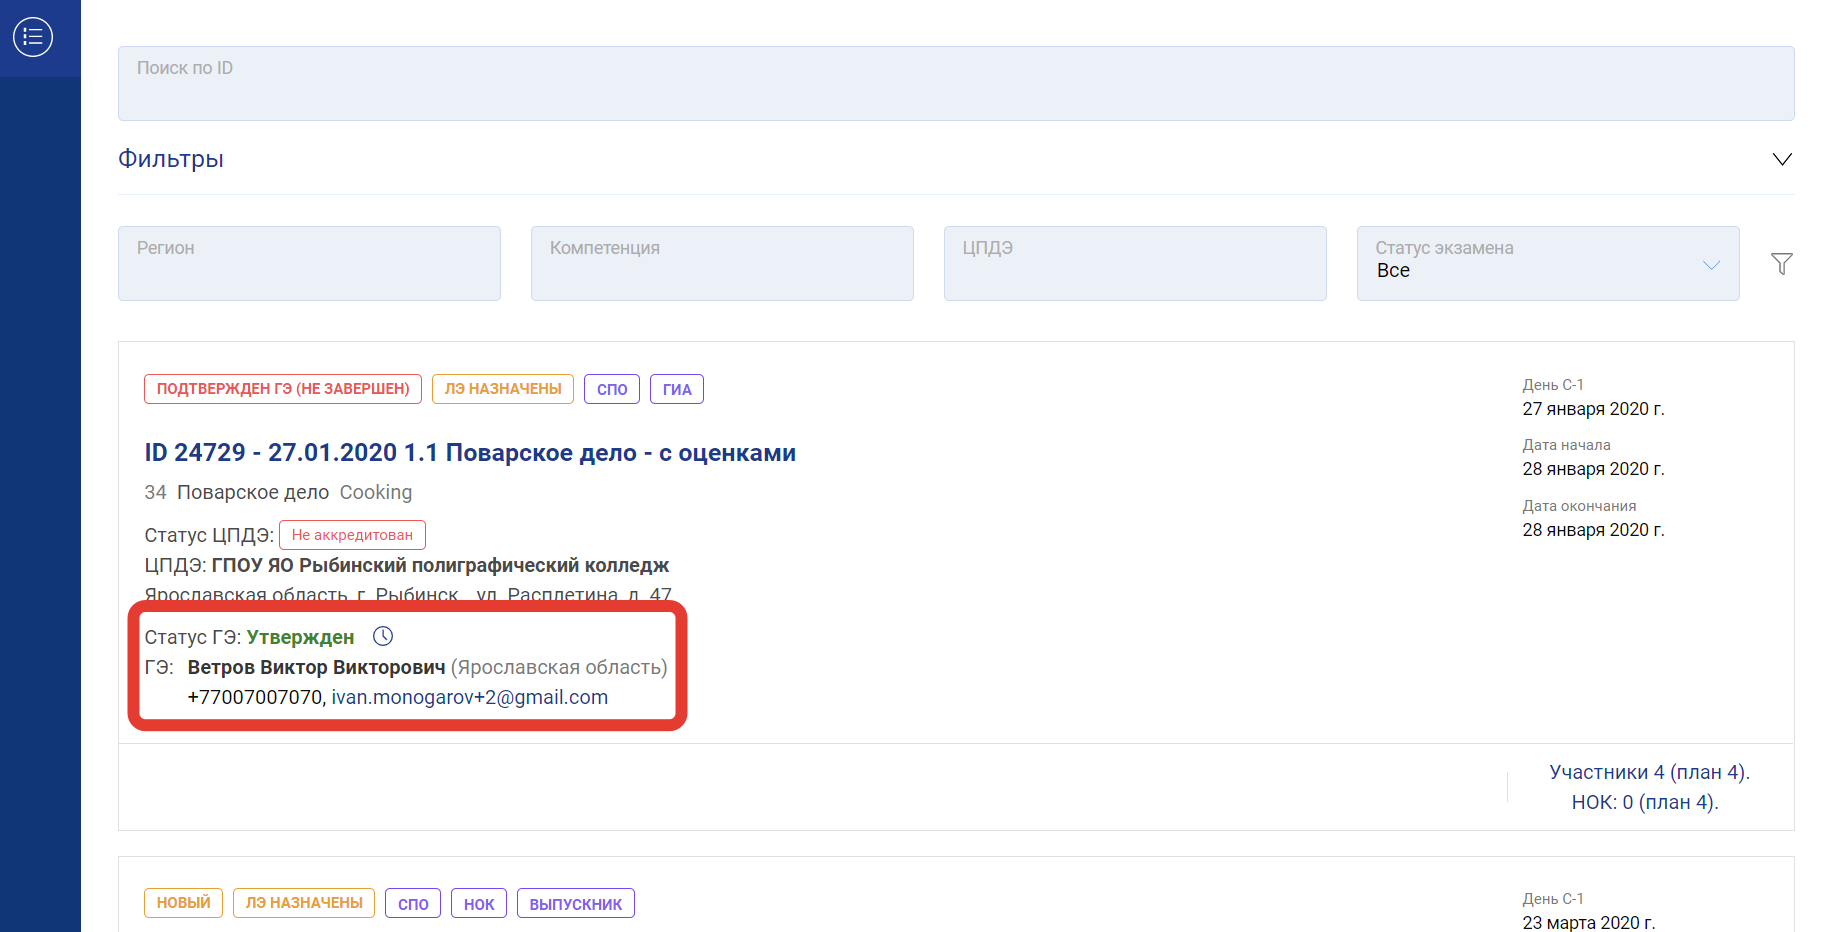 Поиск по ID
Фильтры
Регион
Компетенция
ЦПДЭ
Статус экзамена
Все
ПОДТВЕРЖДЕН ГЭ (НЕ ЗАВЕРШЕН)
ЛЭ НАЗНАЧЕНЫ
СПО
ГИА
ID 24729 - 27.01.2020 1.1 Поварское дело - с оценками
34 Поварское дело Cooking
Статус ЦПДЭ: Не аккредитован
ЦПДЭ: ГПОУ ЯО Рыбинский полиграфический колледж
Ярославская область, г. Рыбинск, , ул. Расплетина, д. 47
Статус ГЭ: Утвержден
ГЭ: Ветров Виктор Викторович (Ярославская область)
+77007007070, ivan.monogarov+2@gmail.com
День С-1
27 января 2020 г.
Дата начала
28 января 2020 г.
Дата окончания
28 января 2020 г.
Участники 4 (план 4).
НОК: 0 (план 4).
НОВЫЙ
ЛЭ НАЗНАЧЕНЫ
СПО
НОК
ВЫПУСКНИК
День С-1
23 марта 2020 г.